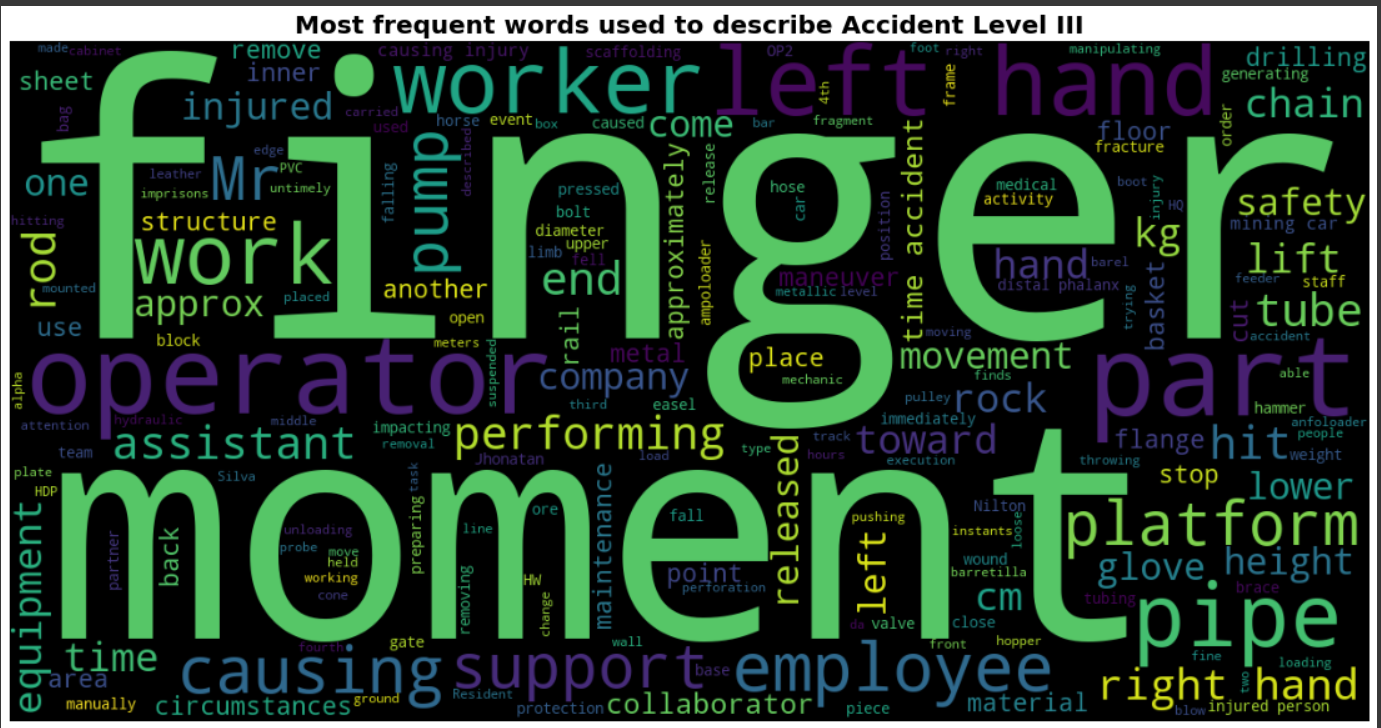 Most frequent words used to describe Accident Level III
made
cabinet
remove
causing injury
scaffolding
OP2
foot
right
manipulating
drilling
sheet
inner
worker
left hand
generating
bag
injured
carried
used
horse
event
box
caused
come
4th
bar
fragment
frame
order
chain
finger
edge
leather
PVC
Mr
imprisons
untimely
one
pump
described
falling
pressed
release
hose
car
medical
activity
floor
fracture
boot
injury
HQ
safety
hitting
structure
bolt
diameter
upper
limb
fell
approximately
position
time accident
kg
mining car
rod
work
end
ampoloader
maneuver
metallic
level
hand
barel
distal phalanx
basket
lift
feeder
staff
mounted
approx
placed
another
open
trying
cut
tube
use
block
meters
rail
moving
accident
operator
suspended
metal
company
place
mechanic
movement
finds
part
able
alpha
third
easel
pulley
rock
hammer
attention
hydraulic
middle
impacting
removal
performing
immediately
anfoloader
team
assistant
type
track
hours
toward
flange
hit
people
weight
plate
Silva
task
Jhonatan
load
released
execution
throwing
stop
HDP
moment
lower
equipment
partner
back
unloading
probe
move
held
working
cone
preparing
line
ore
HW
change
removing
maintenance
fall
point
perforation
pushing
left
Nilton
instants
loose
wound
barretilla
platform
glove
height
cm
tubing
brace
pipe
da
valve
close
time
area
fourth
gate
wall
front
hopper
fine
loading
causing
support
base
employee
manually
circumstances
ground
Resident
protection
collaborator
piece
material
right hand
two
blow
injured person